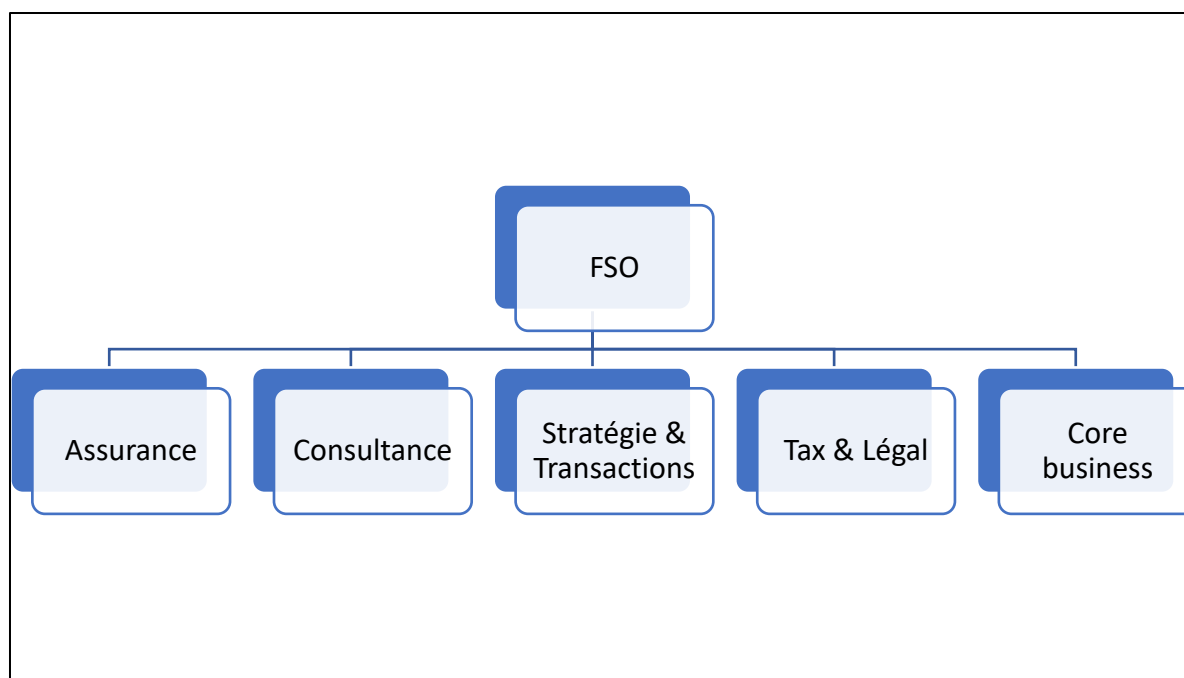 FSO
Assurance
Consultance
Stratégie &
Transactions
Tax & Légal
Core
business